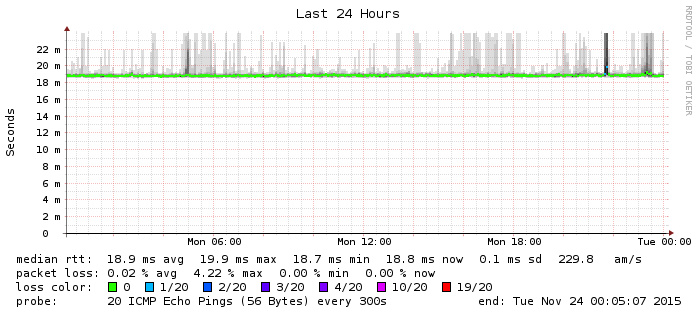 Last 24 Hours
RRDTOOL / TOBI OETIKER
Seconds
22 m
20 m
18 m
16 m
14 m
12 m
10 m
8 m
6 m
4 m
2 m
0
Mon 06:00 Mon 12:00 Mon 18:00 Tue 00:00
median rtt: 18.9 ms avg 19.9 ms max 18.7 ms min 18.8 ms now 0.1 ms sd 229.8 am/s
packet loss: 0.02 % avg 4.22 % max 0.00 % min 0.00 % now
loss color: 0 1/20 2/20 3/20 4/20 10/20 19/20
probe: 20 ICMP Echo Pings (56 Bytes) every 300s end: Tue Nov 24 00:05:07 2015